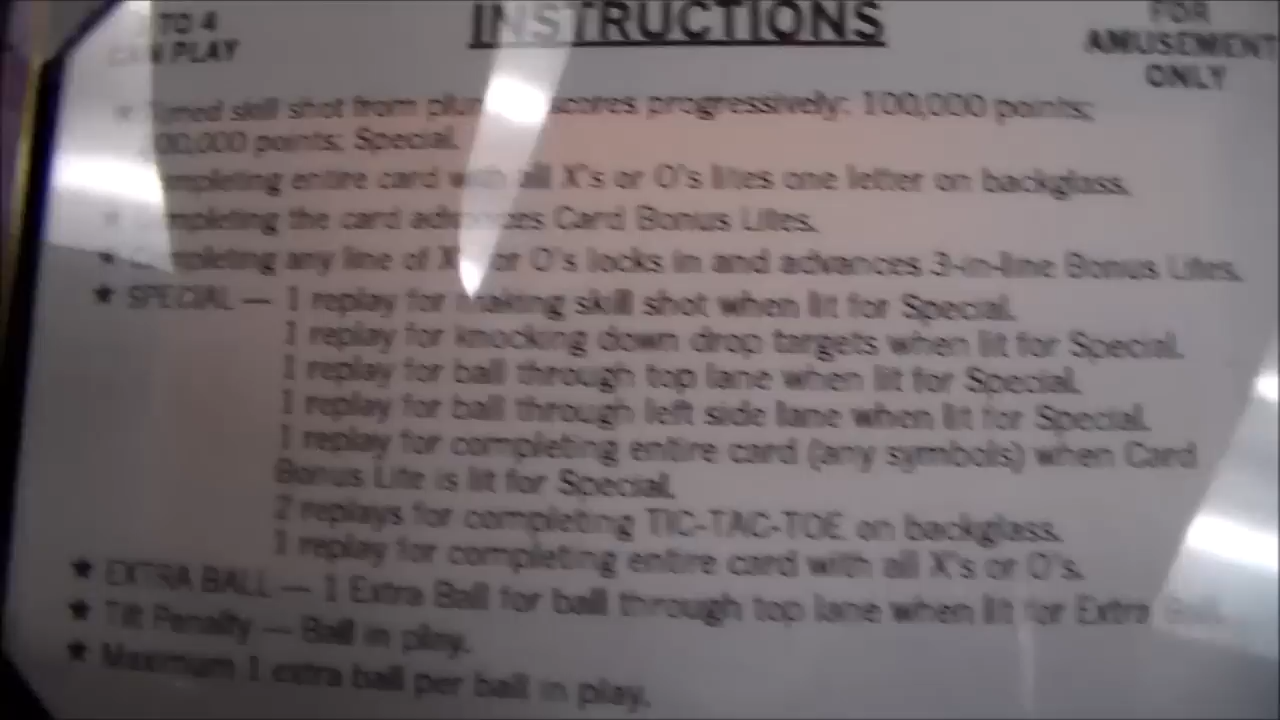 TO 4
CAN PLAY
INSTRUCTIONS
FOR
AMUSEMENT
ONLY
skill shot from scores progressively: 100,000 points;
points; Special.
completing entire card with all X's or O's lites one letter on backglass.
completing the card advances Card Bonus Lites.
completing any line of X's or O's locks in and advances 3-in-line Bonus Lites.
★ SPECIAL — 1 replay for making skill shot when lit for Special.
1 replay for knocking down drop targets when lit for Special.
1 replay for ball through top lane when lit for Special.
1 replay for ball through left side lane when lit for Special.
1 replay for completing entire card (any symbols) when Card
Bonus Lite is lit for Special.
2 replays for completing TIC-TAC-TOE on backglass.
1 replay for completing entire card with all X's or O's.
★ EXTRA BALL — 1 Extra Ball for ball through top lane when lit for Extra Ball.
★ Tilt Penalty — Ball in play.
★ Maximum 1 extra ball per ball in play.